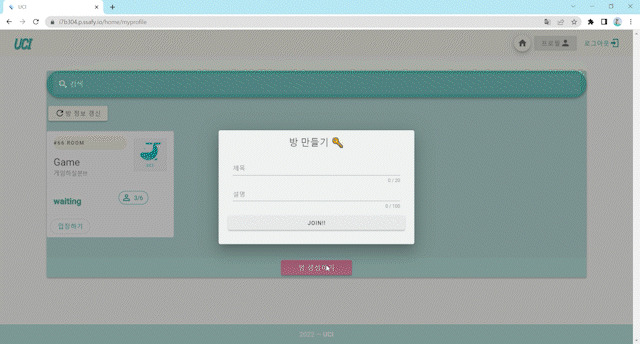 UCI
i7b304.p.ssafy.io/home/myprofile
UCI
프로필
로그아웃
검색
방 정보 갱신
#66 ROOM
Game
게임하실분보
waiting
3/6
입장하기
방 만들기
제목
0 / 20
설명
0 / 100
JOIN!!
방 생성하기
2022 — UCI